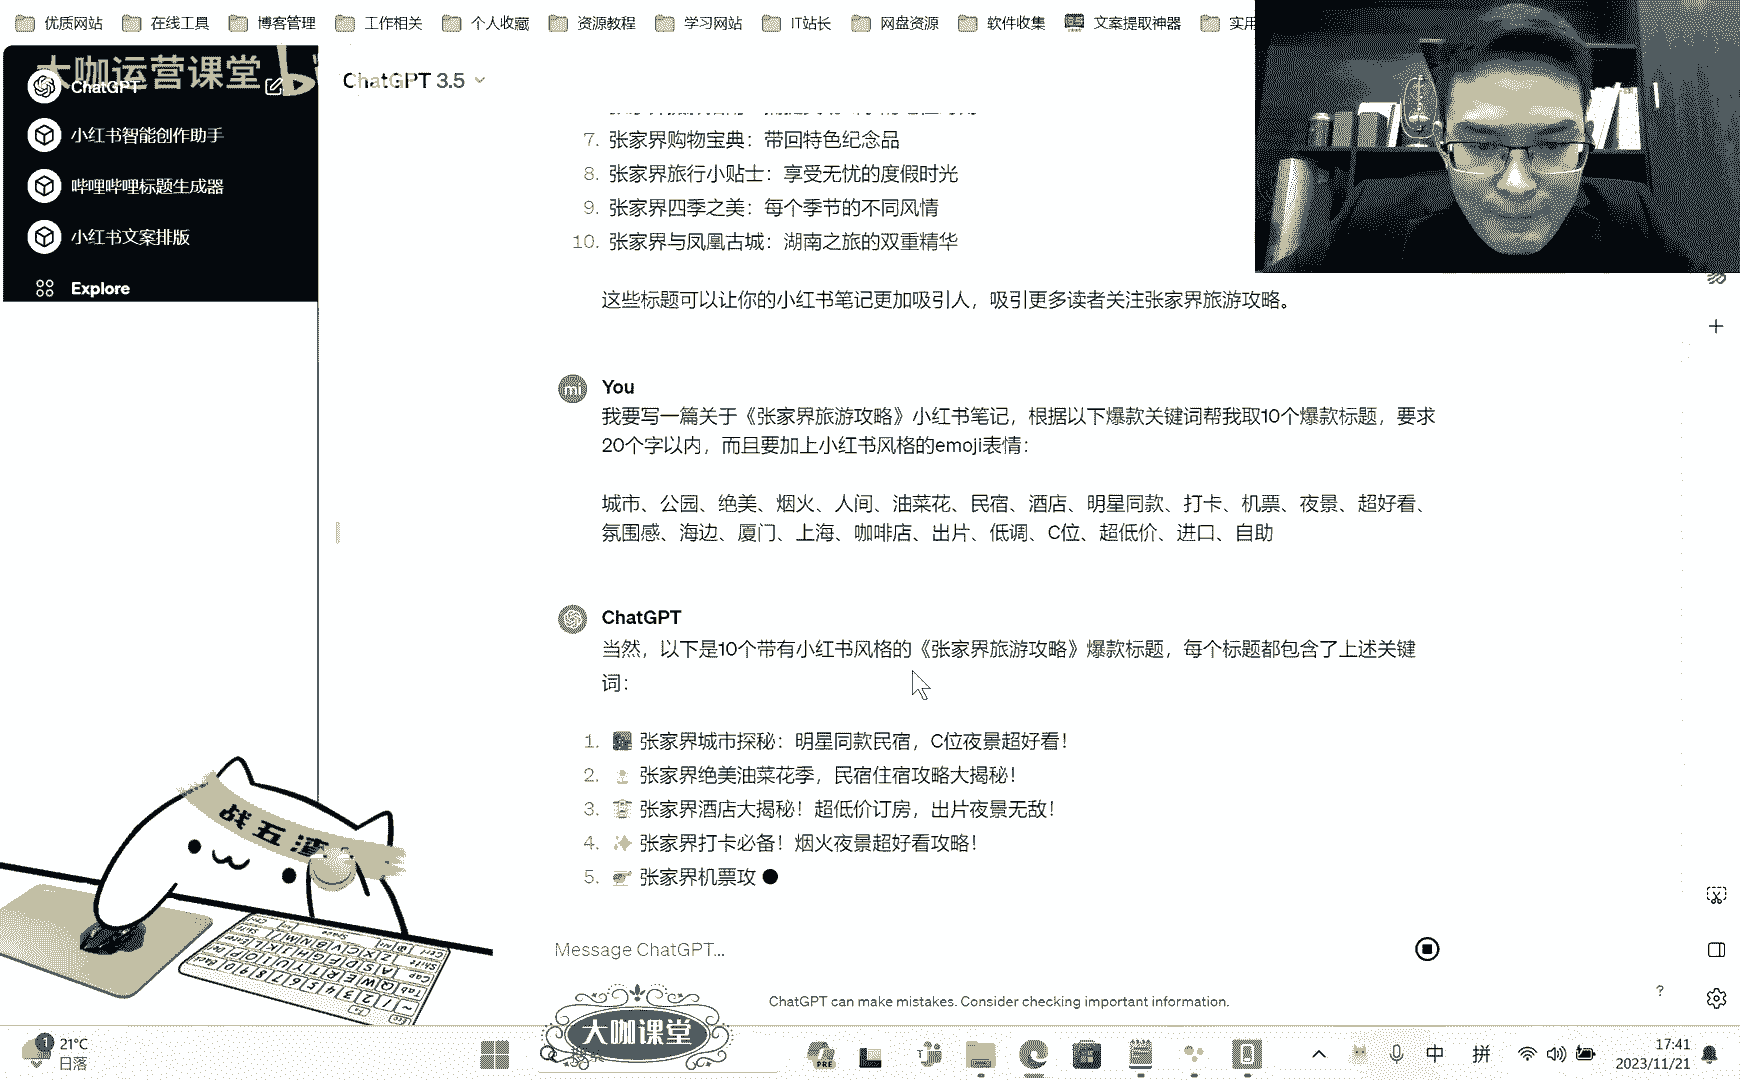 优质网站 在线工具 博客管理 工作相关 个人收藏 资源教程 学习网站 IT站长 网盘资源 软件收集 文案提取神器 实用
大咖运营课堂
ChatGPT
小红书智能创作助手
哔哩哔哩标题生成器
小红书文案排版
Explore
ChatGPT 3.5
7. 张家界购物宝典：带回特色纪念品
8. 张家界旅行小贴士：享受无忧的度假时光
9. 张家界四季之美：每个季节的不同风情
10. 张家界与凤凰古城：湖南之旅的双重精华
这些标题可以让你的小红书笔记更加吸引人，吸引更多读者关注张家界旅游攻略。
You
我要写一篇关于《张家界旅游攻略》小红书笔记，根据以下爆款关键词帮我取10个爆款标题，要求
20个字以内，而且要加上小红书风格的emoji表情：
城市、公园、绝美、烟火、人间、油菜花、民宿、酒店、明星同款、打卡、机票、夜景、超好看、
氛围感、海边、厦门、上海、咖啡店、出片、低调、C位、超低价、进口、自助
ChatGPT
当然，以下是10个带有小红书风格的《张家界旅游攻略》爆款标题，每个标题都包含了上述关键
词：
1. 张家界城市探秘：明星同款民宿，C位夜景超好看！
2. 张家界绝美油菜花季，民宿住宿攻略大揭秘！
3. 张家界酒店大揭秘！超低价订房，出片夜景无敌！
4. 张家界打卡必备！烟火夜景超好看攻略！
5. 张家界机票攻
战五渣
Message ChatGPT...
ChatGPT can make mistakes. Consider checking important information.
?
大咖课堂
1 21°C
日落
中 拼
17:41
2023/11/21